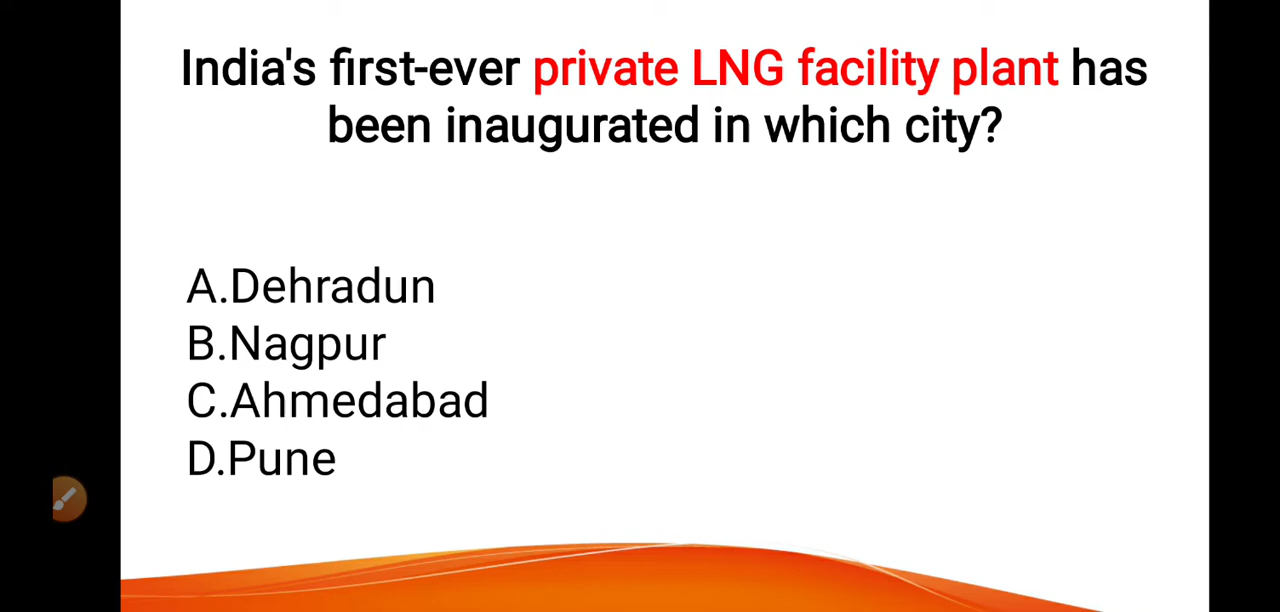 India's first-ever private LNG facility plant has
been inaugurated in which city?
A.Dehradun
B.Nagpur
C.Ahmedabad
D.Pune